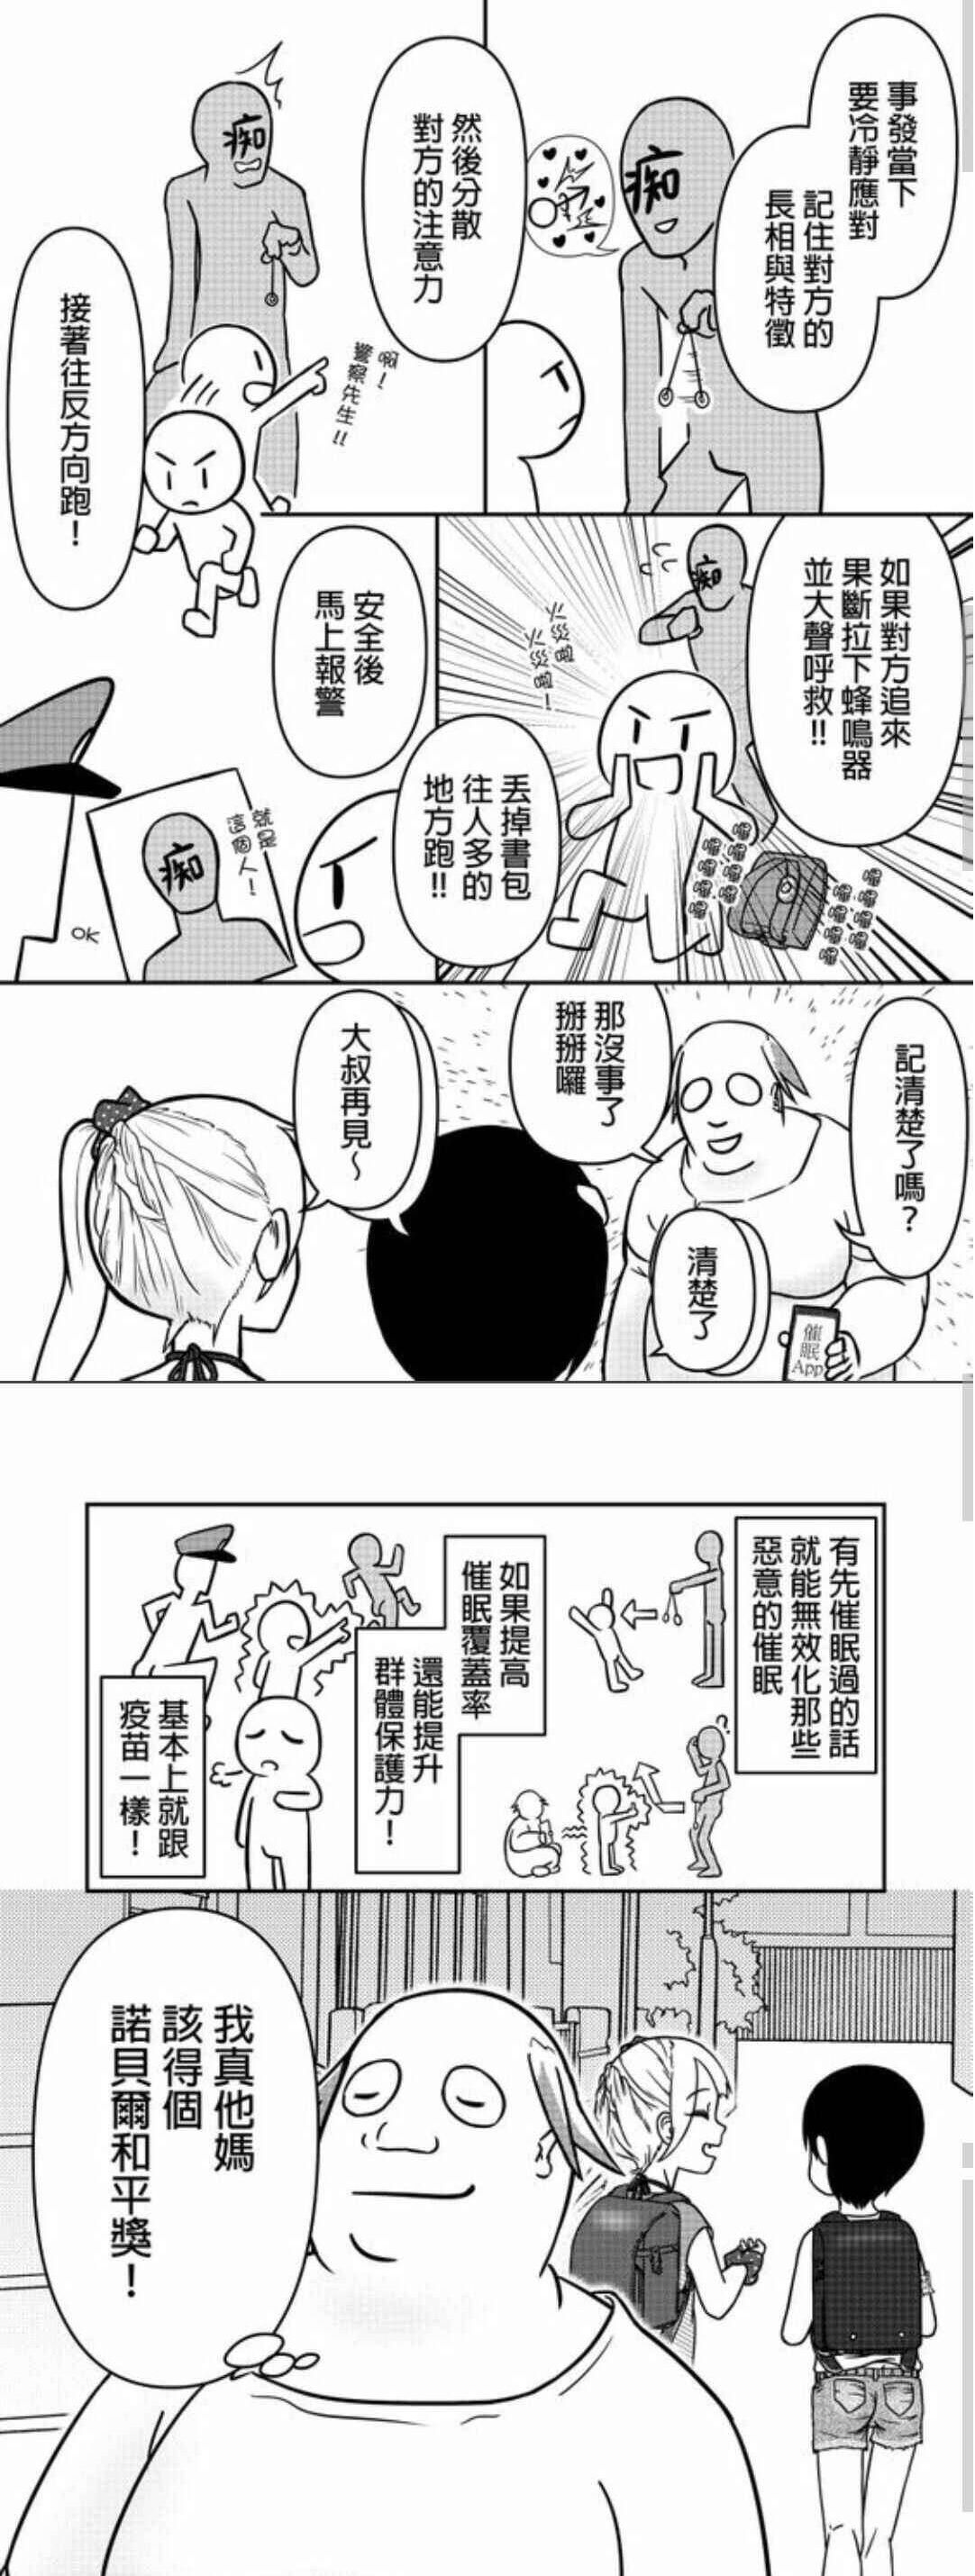 事發當下
要冷靜應對
記住對方的
長相與特徵
痴
然後分散
對方的注意力
痴
啊！
警察先生!!
接著往反方向跑！
如果對方追來
果斷拉下蜂鳴器
並大聲呼救!!
痴
火災啦
火災啦！
丟掉書包
往人多的
地方跑!!
安全後
馬上報警
就是
這個人！
痴
OK
記清楚了嗎？
清楚了
催眠
App
那沒事了
掰掰囉
大叔再見～
有先催眠過的話
就能無效化那些
惡意的催眠
?
如果提高
催眠覆蓋率
還能提升
群體保護力！
基本上就跟
疫苗一樣！
我真他媽
該得個
諾貝爾和平獎！